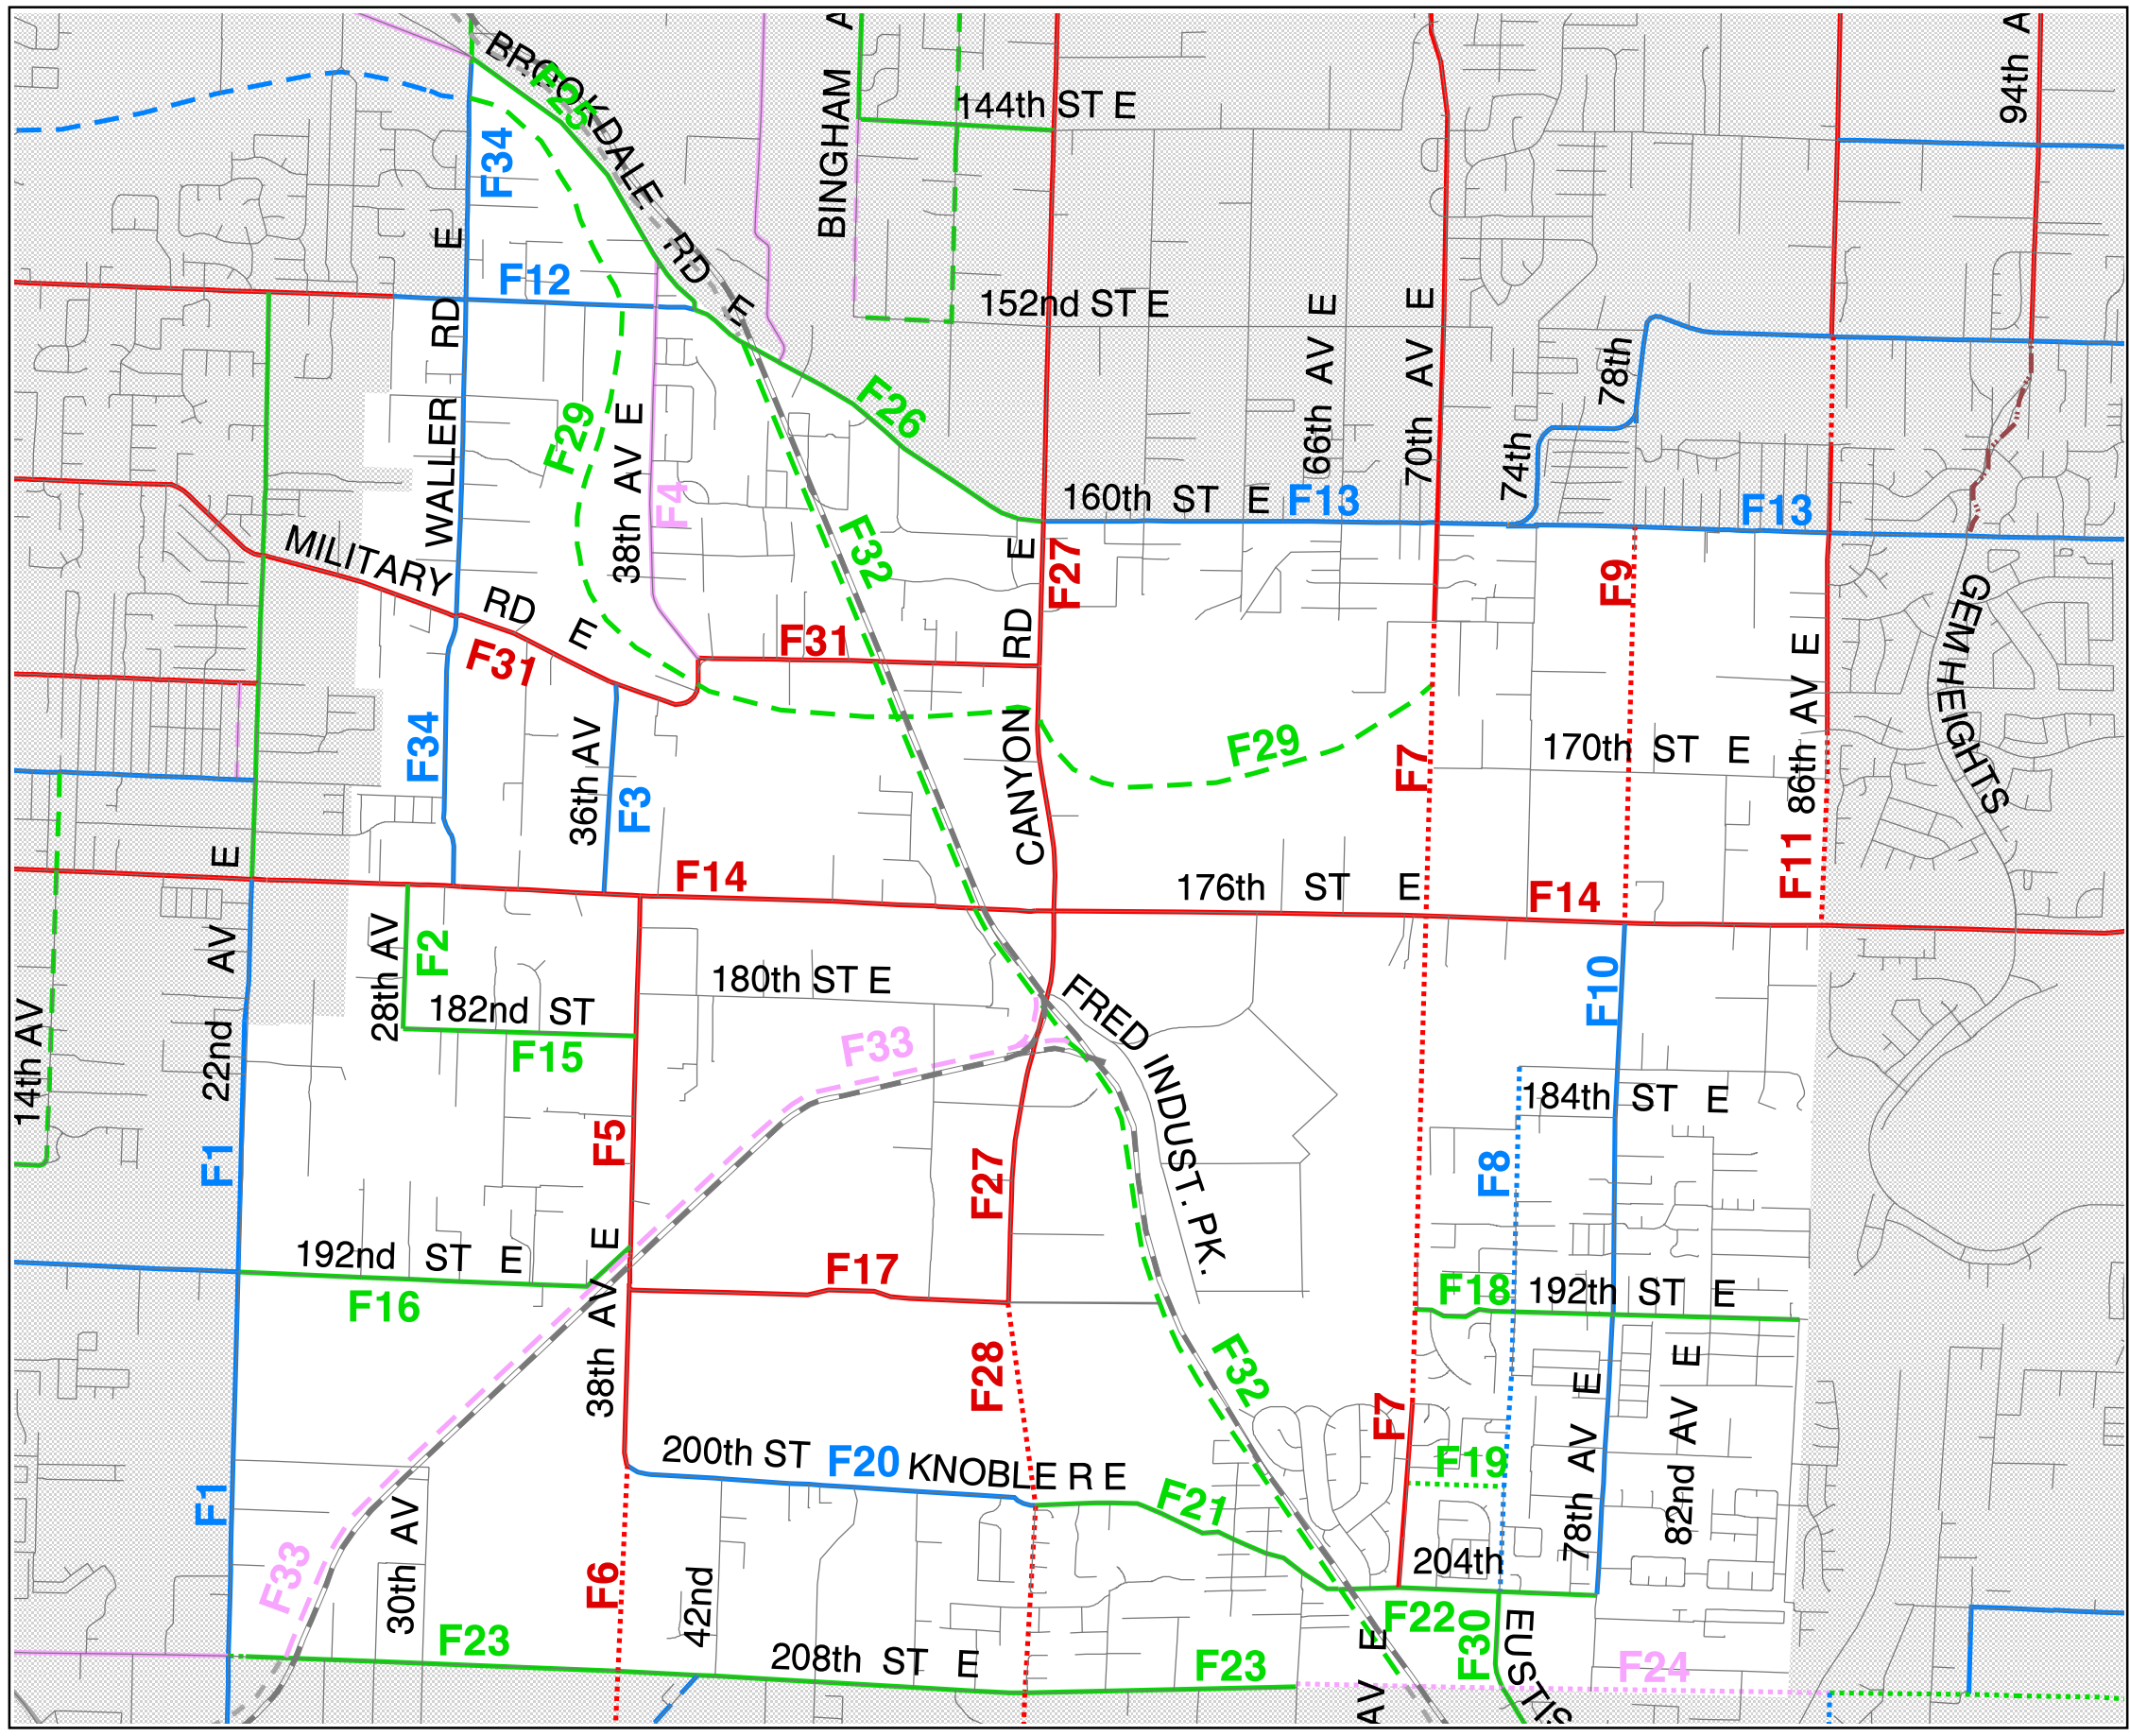 BROOKDALE RD E
F25
BINGHAM A
144th ST E
94th A
F34
F12
152nd ST E
WALLER RD E
66th AV E
70th AV E
78th
74th
F26
F29
38th AV E
F4
160th ST E F13
F13
MILITARY RD E
F32
F27
F9
F31
F31
CANYON RD E
GEM HEIGHTS
F34
36th AV
F3
F29
F7
170th ST E
86th AV E
F11
F14
176th ST E
F14
22nd AV E
28th AV
F2
182nd ST
F15
180th ST E
F33
FRED INDUST. PK.
F10
14th AV
F1
F5
F27
184th ST E
F8
192nd ST E
F16
38th AV E
F17
F18
192th ST E
F28
F32
F7
200th ST F20 KNOBLE R E
F21
F19
78th AV E
82nd AV E
F1
F33
30th AV
F6
42nd
204th
F22
F30
EUSTIS
F23
208th ST E
F23
AV E
F24